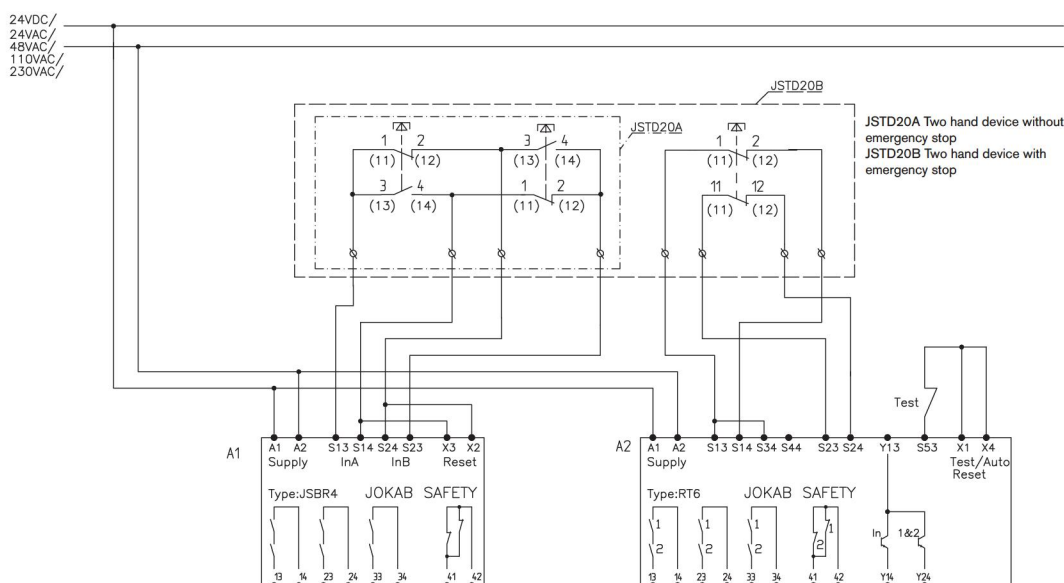 24VDC/
24VAC/
48VAC/
110VAC/
230VAC/
JSTD20B
JSTD20A
JSTD20A Two hand device without
emergency stop
JSTD20B Two hand device with
emergency stop
1 2 3 4 1 2
(11) (12) (13) (14) (11) (12)
3 4 1 2 11 12
(13) (14) (11) (12) (11) (12)
Test
A1 A1 A2 S13 S14 S24 S23 X3 X2
Supply InA InB Reset
Type:JSBR4 JOKAB SAFETY
13 14 23 24 33 34 41 42
A2 A1 A2 S13 S14 S34 S44 S23 S24 Y13 S53 X1 X4
Supply Test/Auto
Reset
Type:RT6 JOKAB SAFETY
1 1 1 1
In 1&2
2 2 2 2
13 14 23 24 33 34 41 42 Y14 Y24